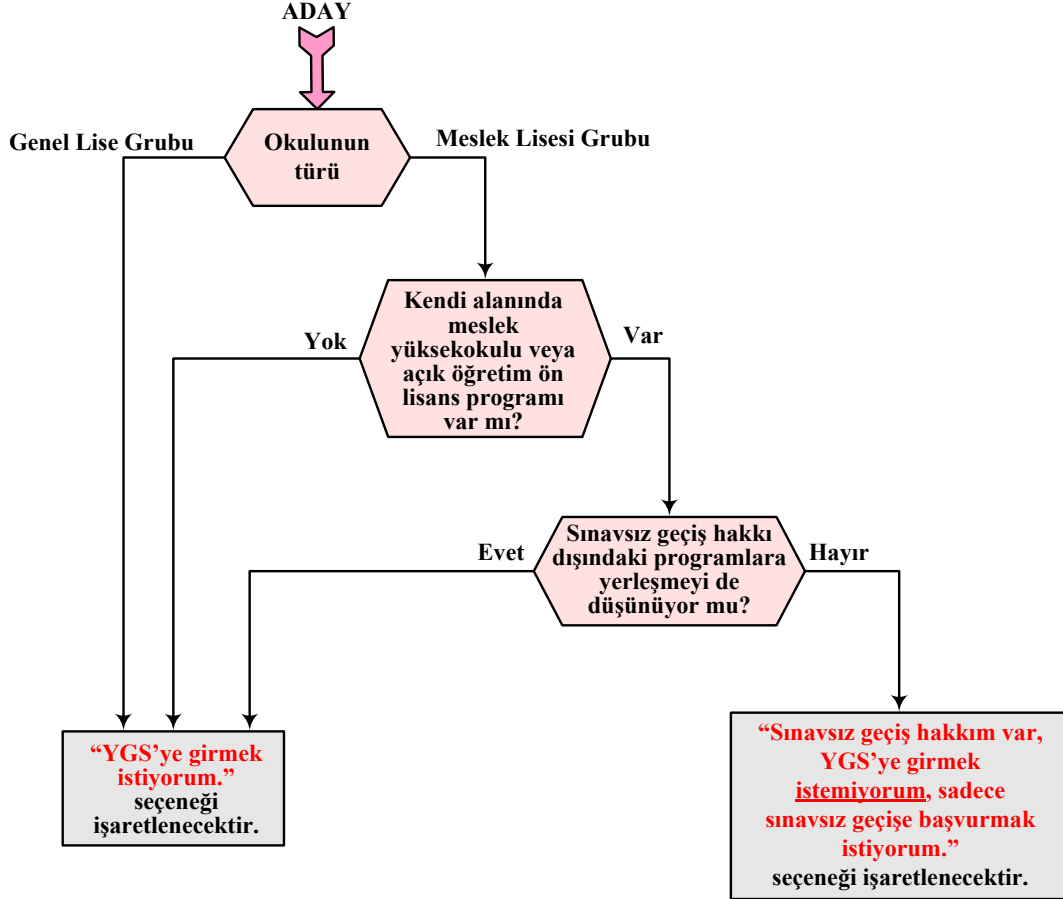 ADAY
Genel Lise Grubu
Okulunun
türü
Meslek Lisesi Grubu
Yok
Kendi alanında
meslek
yüksekokulu veya
açık öğretim ön
lisans programı
var mı?
Var
Evet
Sınavsız geçiş hakkı
dışındaki programlara
yerleşmeyi de
düşünüyor mu?
Hayır
“YGS’ye girmek
istiyorum.”
seçeneği
işaretlenecektir.
“Sınavsız geçiş hakkım var,
YGS’ye girmek
istemiyorum, sadece
sınavsız geçişe başvurmak
istiyorum.”
seçeneği işaretlenecektir.